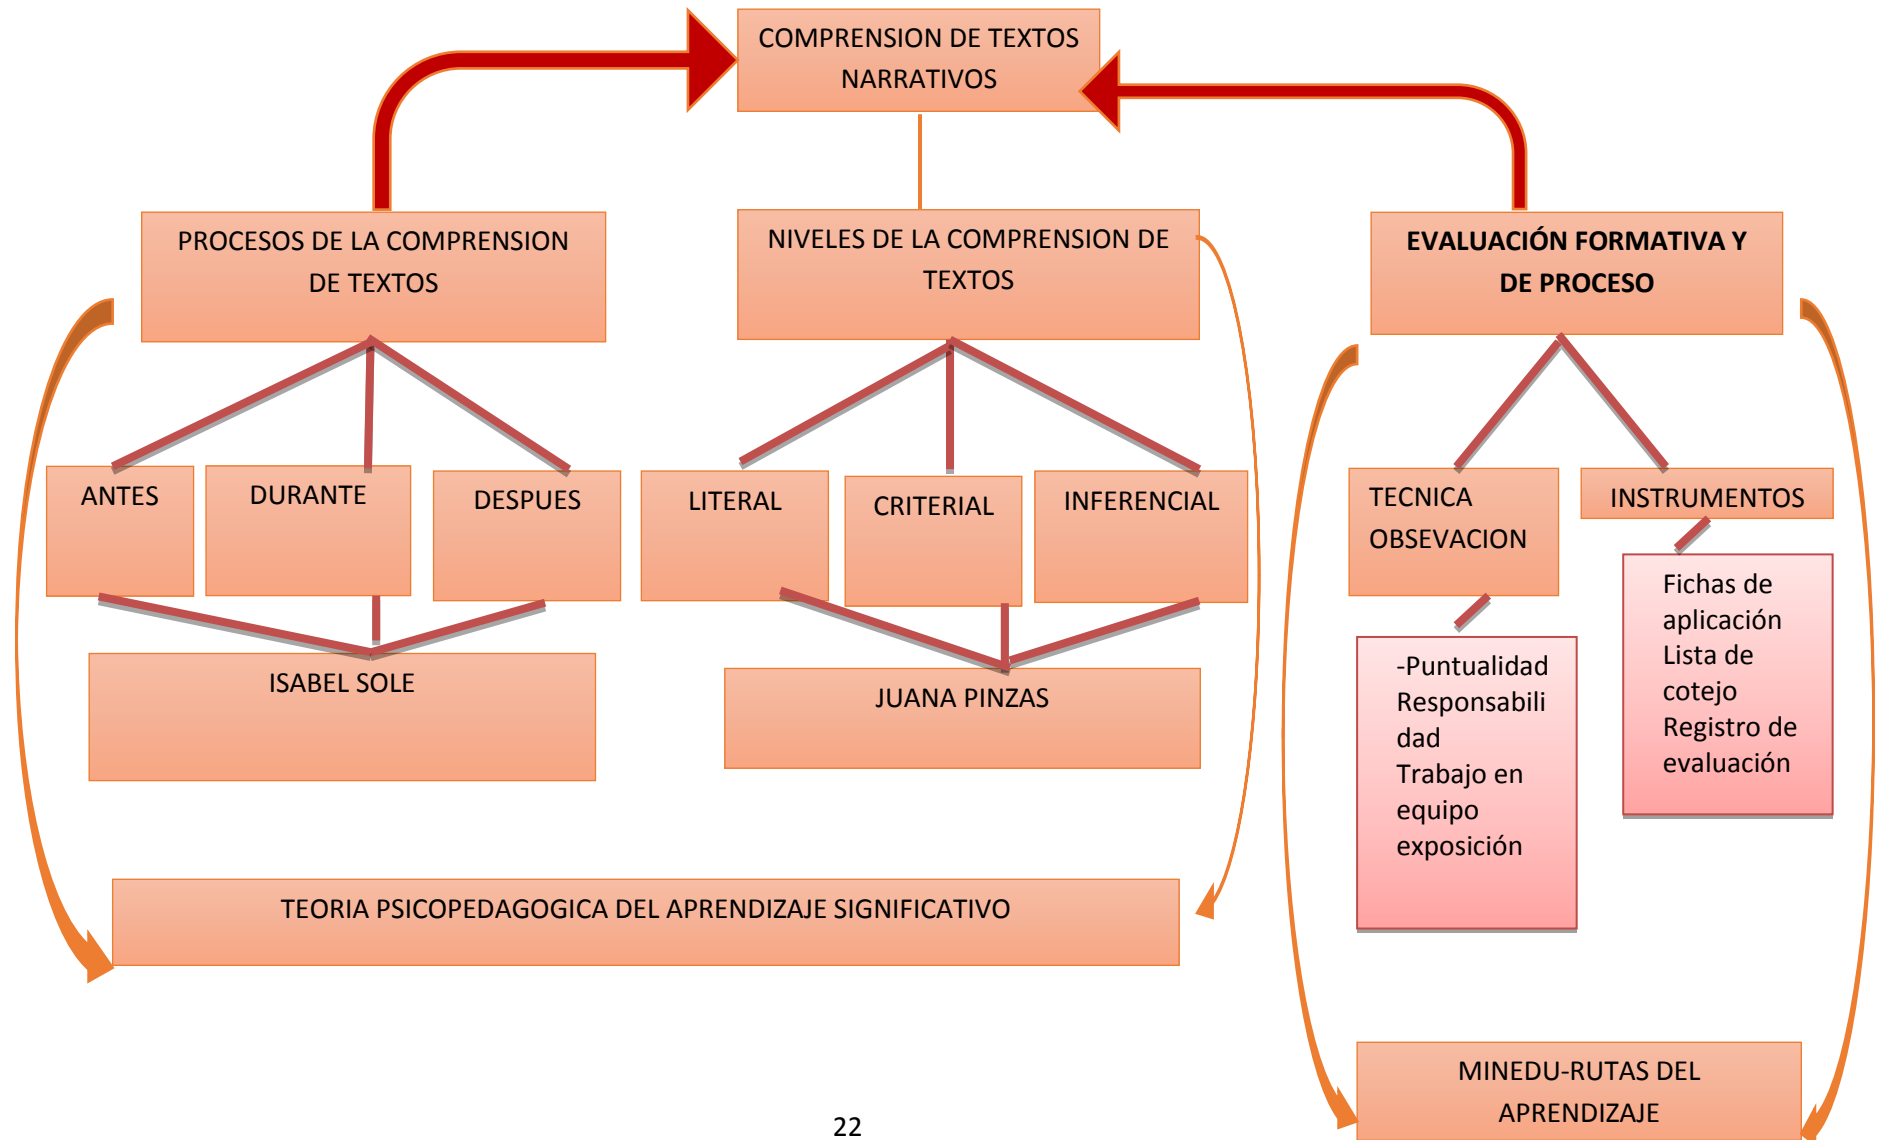 COMPRENSION DE TEXTOS
NARRATIVOS
PROCESOS DE LA COMPRENSION
DE TEXTOS
NIVELES DE LA COMPRENSION DE
TEXTOS
EVALUACIÓN FORMATIVA Y
DE PROCESO
ANTES
DURANTE
DESPUES
LITERAL
CRITERIAL
INFERENCIAL
TECNICA
OBSEVACION
INSTRUMENTOS
ISABEL SOLE
JUANA PINZAS
-Puntualidad
Responsabili
dad
Trabajo en
equipo
exposición
Fichas de
aplicación
Lista de
cotejo
Registro de
evaluación
TEORIA PSICOPEDAGOGICA DEL APRENDIZAJE SIGNIFICATIVO
MINEDU-RUTAS DEL
APRENDIZAJE
22